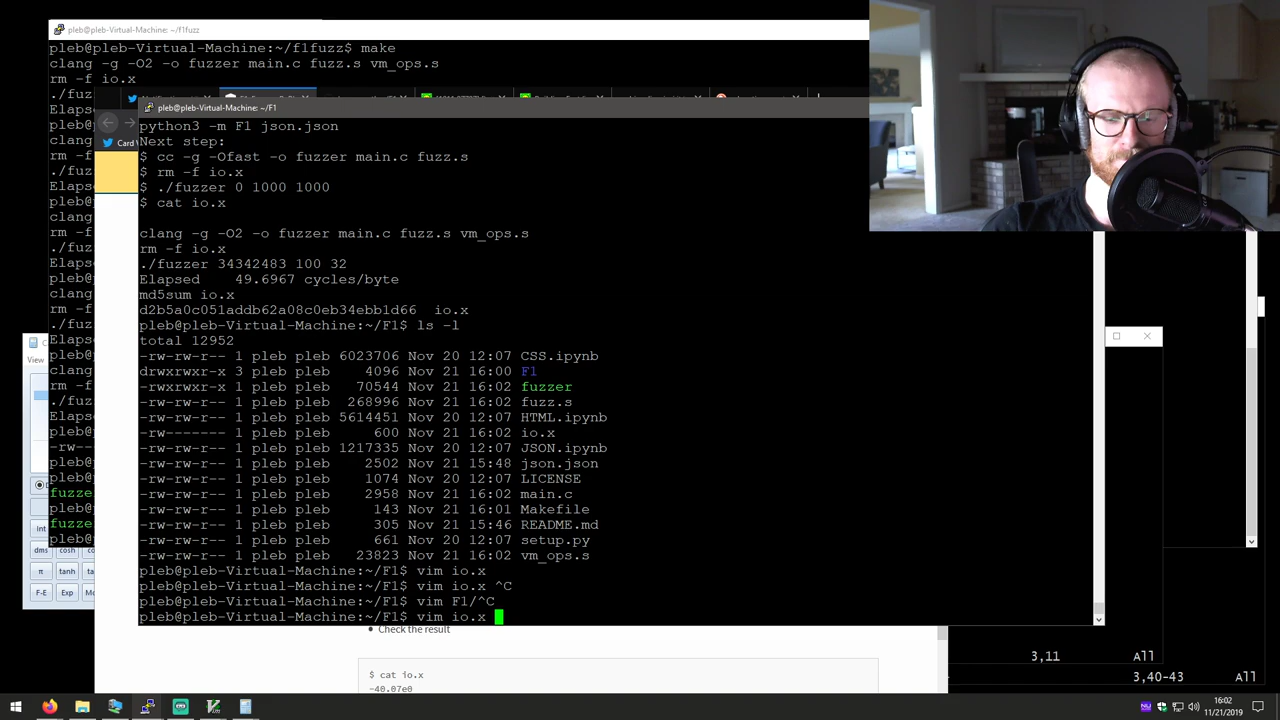 pleb@pleb-Virtual-Machine: ~/f1fuzz
pleb@pleb-Virtual-Machine:~/f1fuzz$ make
clang -g -O2 -o fuzzer main.c fuzz.s vm_ops.s
rm -f io.x
pleb@pleb-Virtual-Machine: ~/F1
python3 -m F1 json.json
Next step:
$ cc -g -Ofast -o fuzzer main.c fuzz.s
$ rm -f io.x
$ ./fuzzer 0 1000 1000
$ cat io.x
clang -g -O2 -o fuzzer main.c fuzz.s vm_ops.s
rm -f io.x
./fuzzer 34342483 100 32
Elapsed    49.6967 cycles/byte
md5sum io.x
d2b5a0c051addb62a08c0eb34ebb1d66  io.x
pleb@pleb-Virtual-Machine:~/F1$ ls -l
total 12952
-rw-rw-r-- 1 pleb pleb 6023706 Nov 20 12:07 CSS.ipynb
drwxrwxr-x 3 pleb pleb    4096 Nov 21 16:00 F1
-rwxrwxr-x 1 pleb pleb   70544 Nov 21 16:02 fuzzer
-rw-rw-r-- 1 pleb pleb  268996 Nov 21 16:02 fuzz.s
-rw-rw-r-- 1 pleb pleb 5614451 Nov 20 12:07 HTML.ipynb
-rw------- 1 pleb pleb     600 Nov 21 16:02 io.x
-rw-rw-r-- 1 pleb pleb 1217335 Nov 20 12:07 JSON.ipynb
-rw-rw-r-- 1 pleb pleb    2502 Nov 21 15:48 json.json
-rw-rw-r-- 1 pleb pleb    1074 Nov 20 12:07 LICENSE
-rw-rw-r-- 1 pleb pleb    2958 Nov 21 16:02 main.c
-rw-rw-r-- 1 pleb pleb     143 Nov 21 16:01 Makefile
-rw-rw-r-- 1 pleb pleb     305 Nov 21 15:46 README.md
-rw-rw-r-- 1 pleb pleb     661 Nov 20 12:07 setup.py
-rw-rw-r-- 1 pleb pleb   23823 Nov 21 16:02 vm_ops.s
pleb@pleb-Virtual-Machine:~/F1$ vim io.x
pleb@pleb-Virtual-Machine:~/F1$ vim io.x ^C
pleb@pleb-Virtual-Machine:~/F1$ vim F1/^C
pleb@pleb-Virtual-Machine:~/F1$ vim io.x
View
Int
dms cosh
π tan
F-E Exp
• Check the result
$ cat io.x
-40.07e0
3,11 All
3,40-43 All
16:02
11/21/2019